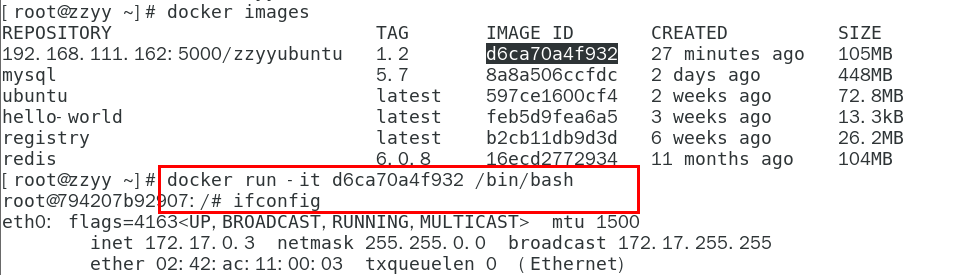 [root@zzyy ~]# docker images
REPOSITORY TAG IMAGE ID CREATED SIZE
192.168.111.162:5000/zzyyubuntu 1.2 d6ca70a4f932 27 minutes ago 105MB
mysql 5.7 8a8a506ccfdc 2 days ago 448MB
ubuntu latest 597ce1600cf4 2 weeks ago 72.8MB
hello-world latest feb5d9fea6a5 3 weeks ago 13.3kB
registry latest b2cb11db9d3d 6 weeks ago 26.2MB
redis 6.0.8 16ecd2772934 11 months ago 104MB
[root@zzyy ~]# docker run -it d6ca70a4f932 /bin/bash
root@794207b92907:/# ifconfig
eth0: flags=4163<UP,BROADCAST,RUNNING,MULTICAST> mtu 1500
inet 172.17.0.3 netmask 255.255.0.0 broadcast 172.17.255.255
ether 02:42:ac:11:00:03 txqueuelen 0 (Ethernet)